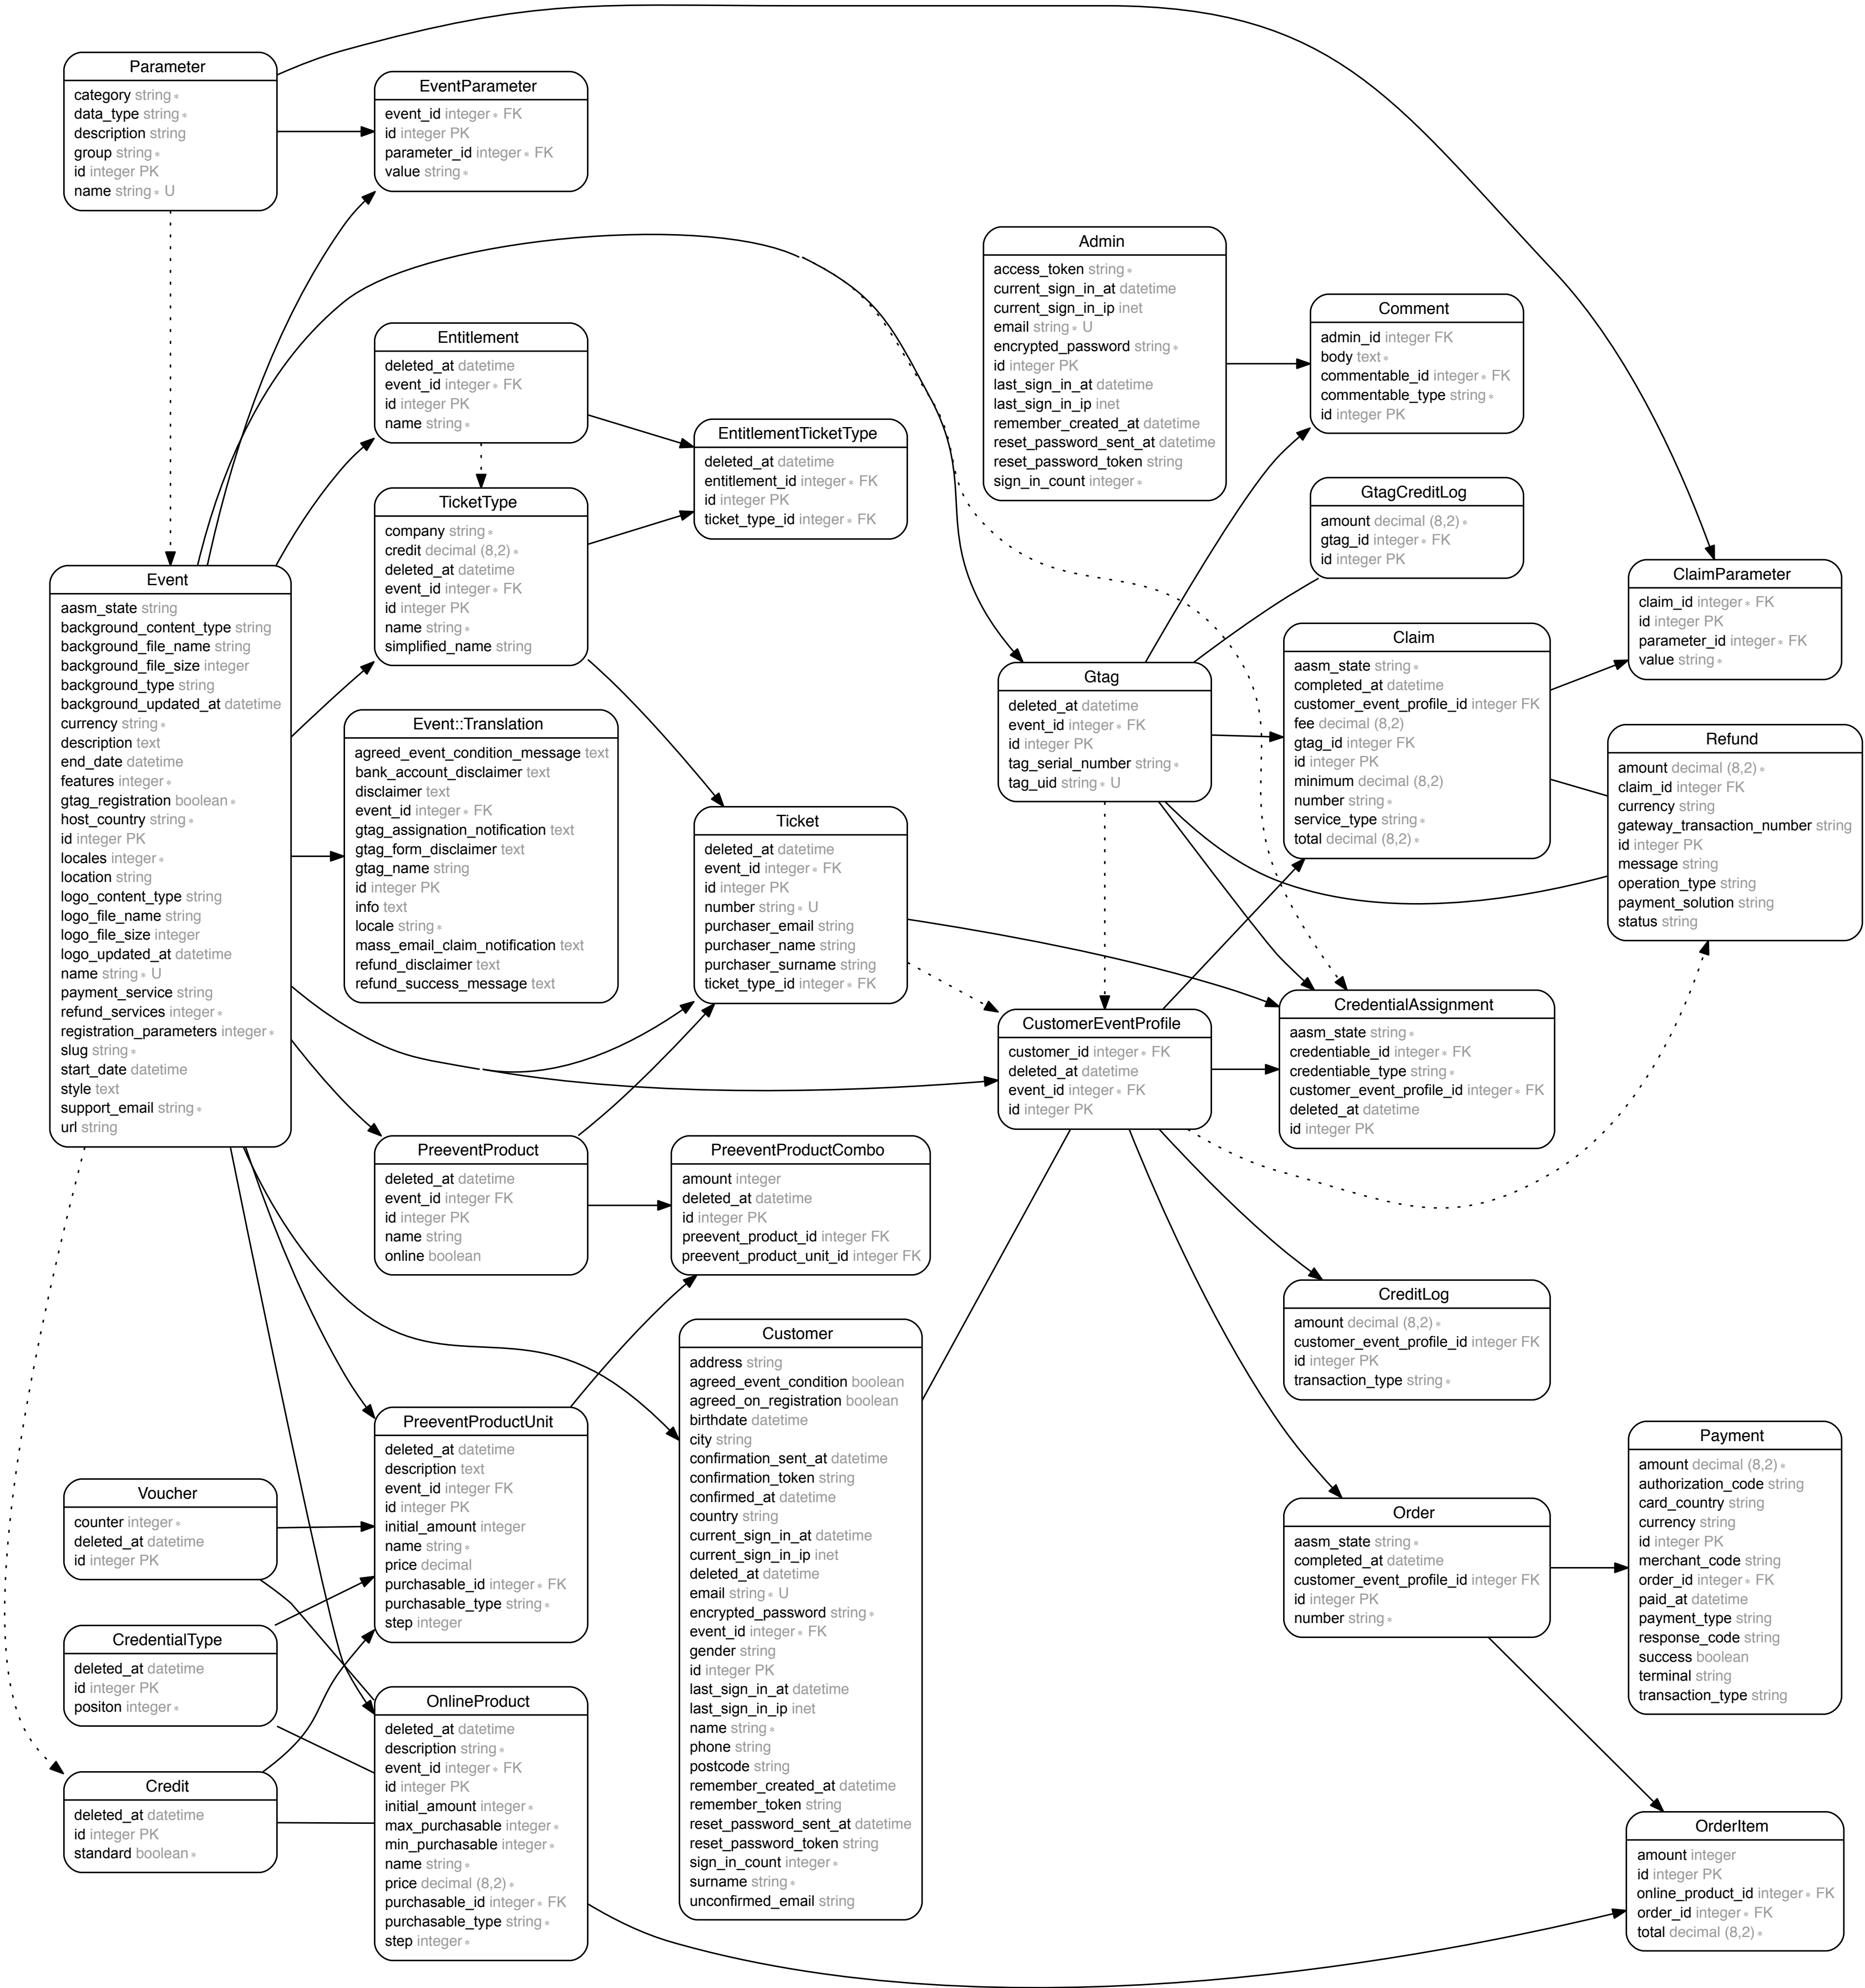 Parameter
category string∗
data_type string∗
description string
group string∗
id integer PK
name string∗ U
EventParameter
event_id integer∗ FK
id integer PK
parameter_id integer∗ FK
value string∗
Admin
access_token string∗
current_sign_in_at datetime
current_sign_in_ip inet
email string∗ U
encrypted_password string∗
id integer PK
last_sign_in_at datetime
last_sign_in_ip inet
remember_created_at datetime
reset_password_sent_at datetime
reset_password_token string
sign_in_count integer∗
Comment
admin_id integer FK
body text∗
commentable_id integer∗ FK
commentable_type string∗
id integer PK
Entitlement
deleted_at datetime
event_id integer∗ FK
id integer PK
name string∗
EntitlementTicketType
deleted_at datetime
entitlement_id integer∗ FK
id integer PK
ticket_type_id integer∗ FK
GtagCreditLog
amount decimal (8,2)∗
gtag_id integer∗ FK
id integer PK
TicketType
company string∗
credit decimal (8,2)∗
deleted_at datetime
event_id integer∗ FK
id integer PK
name string∗
simplified_name string
ClaimParameter
claim_id integer∗ FK
id integer PK
parameter_id integer∗ FK
value string∗
Event
aasm_state string
background_content_type string
background_file_name string
background_file_size integer
background_type string
background_updated_at datetime
currency string∗
description text
end_date datetime
features integer∗
gtag_registration boolean∗
host_country string∗
id integer PK
locales integer∗
location string
logo_content_type string
logo_file_name string
logo_file_size integer
logo_updated_at datetime
name string∗ U
payment_service string
refund_services integer∗
registration_parameters integer∗
slug string∗
start_date datetime
style text
support_email string∗
url string
Claim
aasm_state string∗
completed_at datetime
customer_event_profile_id integer FK
fee decimal (8,2)
gtag_id integer FK
id integer PK
minimum decimal (8,2)
number string∗
service_type string∗
total decimal (8,2)∗
Gtag
deleted_at datetime
event_id integer∗ FK
id integer PK
tag_serial_number string∗
tag_uid string∗ U
Event::Translation
agreed_event_condition_message text
bank_account_disclaimer text
disclaimer text
event_id integer∗ FK
gtag_assignation_notification text
gtag_form_disclaimer text
gtag_name string
id integer PK
info text
locale string∗
mass_email_claim_notification text
refund_disclaimer text
refund_success_message text
Refund
amount decimal (8,2)∗
claim_id integer FK
currency string
gateway_transaction_number string
id integer PK
message string
operation_type string
payment_solution string
status string
Ticket
deleted_at datetime
event_id integer∗ FK
id integer PK
number string∗ U
purchaser_email string
purchaser_name string
purchaser_surname string
ticket_type_id integer∗ FK
CredentialAssignment
aasm_state string∗
credentiable_id integer∗ FK
credentiable_type string∗
customer_event_profile_id integer∗ FK
deleted_at datetime
id integer PK
CustomerEventProfile
customer_id integer∗ FK
deleted_at datetime
event_id integer∗ FK
id integer PK
PreeventProduct
deleted_at datetime
event_id integer FK
id integer PK
name string
online boolean
PreeventProductCombo
amount integer
deleted_at datetime
id integer PK
preevent_product_id integer FK
preevent_product_unit_id integer FK
CreditLog
amount decimal (8,2)∗
customer_event_profile_id integer FK
id integer PK
transaction_type string∗
Customer
address string
agreed_event_condition boolean
agreed_on_registration boolean
birthdate datetime
city string
confirmation_sent_at datetime
confirmation_token string
confirmed_at datetime
country string
current_sign_in_at datetime
current_sign_in_ip inet
deleted_at datetime
email string∗ U
encrypted_password string∗
event_id integer∗ FK
gender string
id integer PK
last_sign_in_at datetime
last_sign_in_ip inet
name string∗
phone string
postcode string
remember_created_at datetime
remember_token string
reset_password_sent_at datetime
reset_password_token string
sign_in_count integer∗
surname string∗
unconfirmed_email string
PreeventProductUnit
deleted_at datetime
description text
event_id integer FK
id integer PK
initial_amount integer
name string∗
price decimal
purchasable_id integer∗ FK
purchasable_type string∗
step integer
Payment
amount decimal (8,2)∗
authorization_code string
card_country string
currency string
id integer PK
merchant_code string
order_id integer∗ FK
paid_at datetime
payment_type string
response_code string
success boolean
terminal string
transaction_type string
Voucher
counter integer∗
deleted_at datetime
id integer PK
Order
aasm_state string∗
completed_at datetime
customer_event_profile_id integer FK
id integer PK
number string∗
CredentialType
deleted_at datetime
id integer PK
positon integer∗
OnlineProduct
deleted_at datetime
description string∗
event_id integer∗ FK
id integer PK
initial_amount integer∗
max_purchasable integer∗
min_purchasable integer∗
name string∗
price decimal (8,2)∗
purchasable_id integer∗ FK
purchasable_type string∗
step integer∗
Credit
deleted_at datetime
id integer PK
standard boolean∗
OrderItem
amount integer
id integer PK
online_product_id integer∗ FK
order_id integer∗ FK
total decimal (8,2)∗